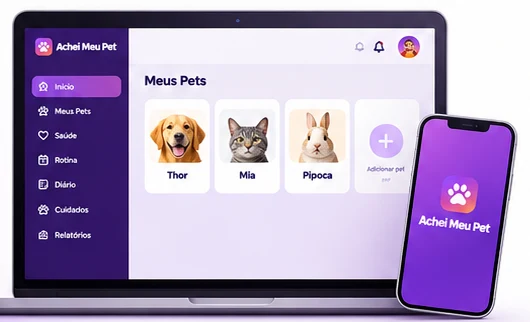 Achei Meu Pet
Início
Meus Pets
Saúde
Rotina
Diário
Cuidados
Relatórios
Meus Pets
Thor
Mia
Pipoca
Adicionar pet
Achei Meu Pet